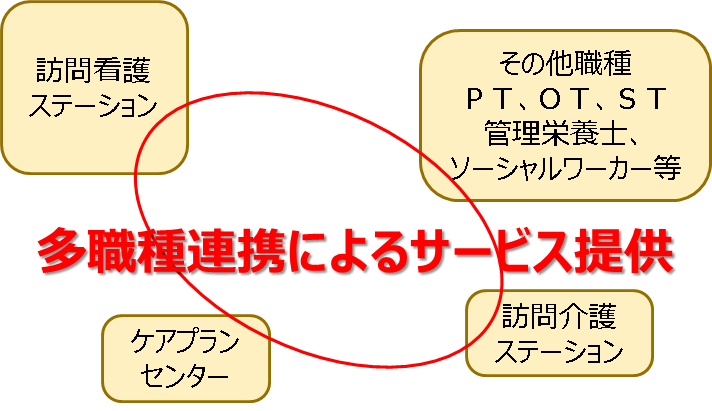 訪問看護
ステーション
その他職種
ＰＴ、ＯＴ、ＳＴ
管理栄養士、
ソーシャルワーカー等
多職種連携によるサービス提供
ケアプラン
センター
訪問介護
ステーション